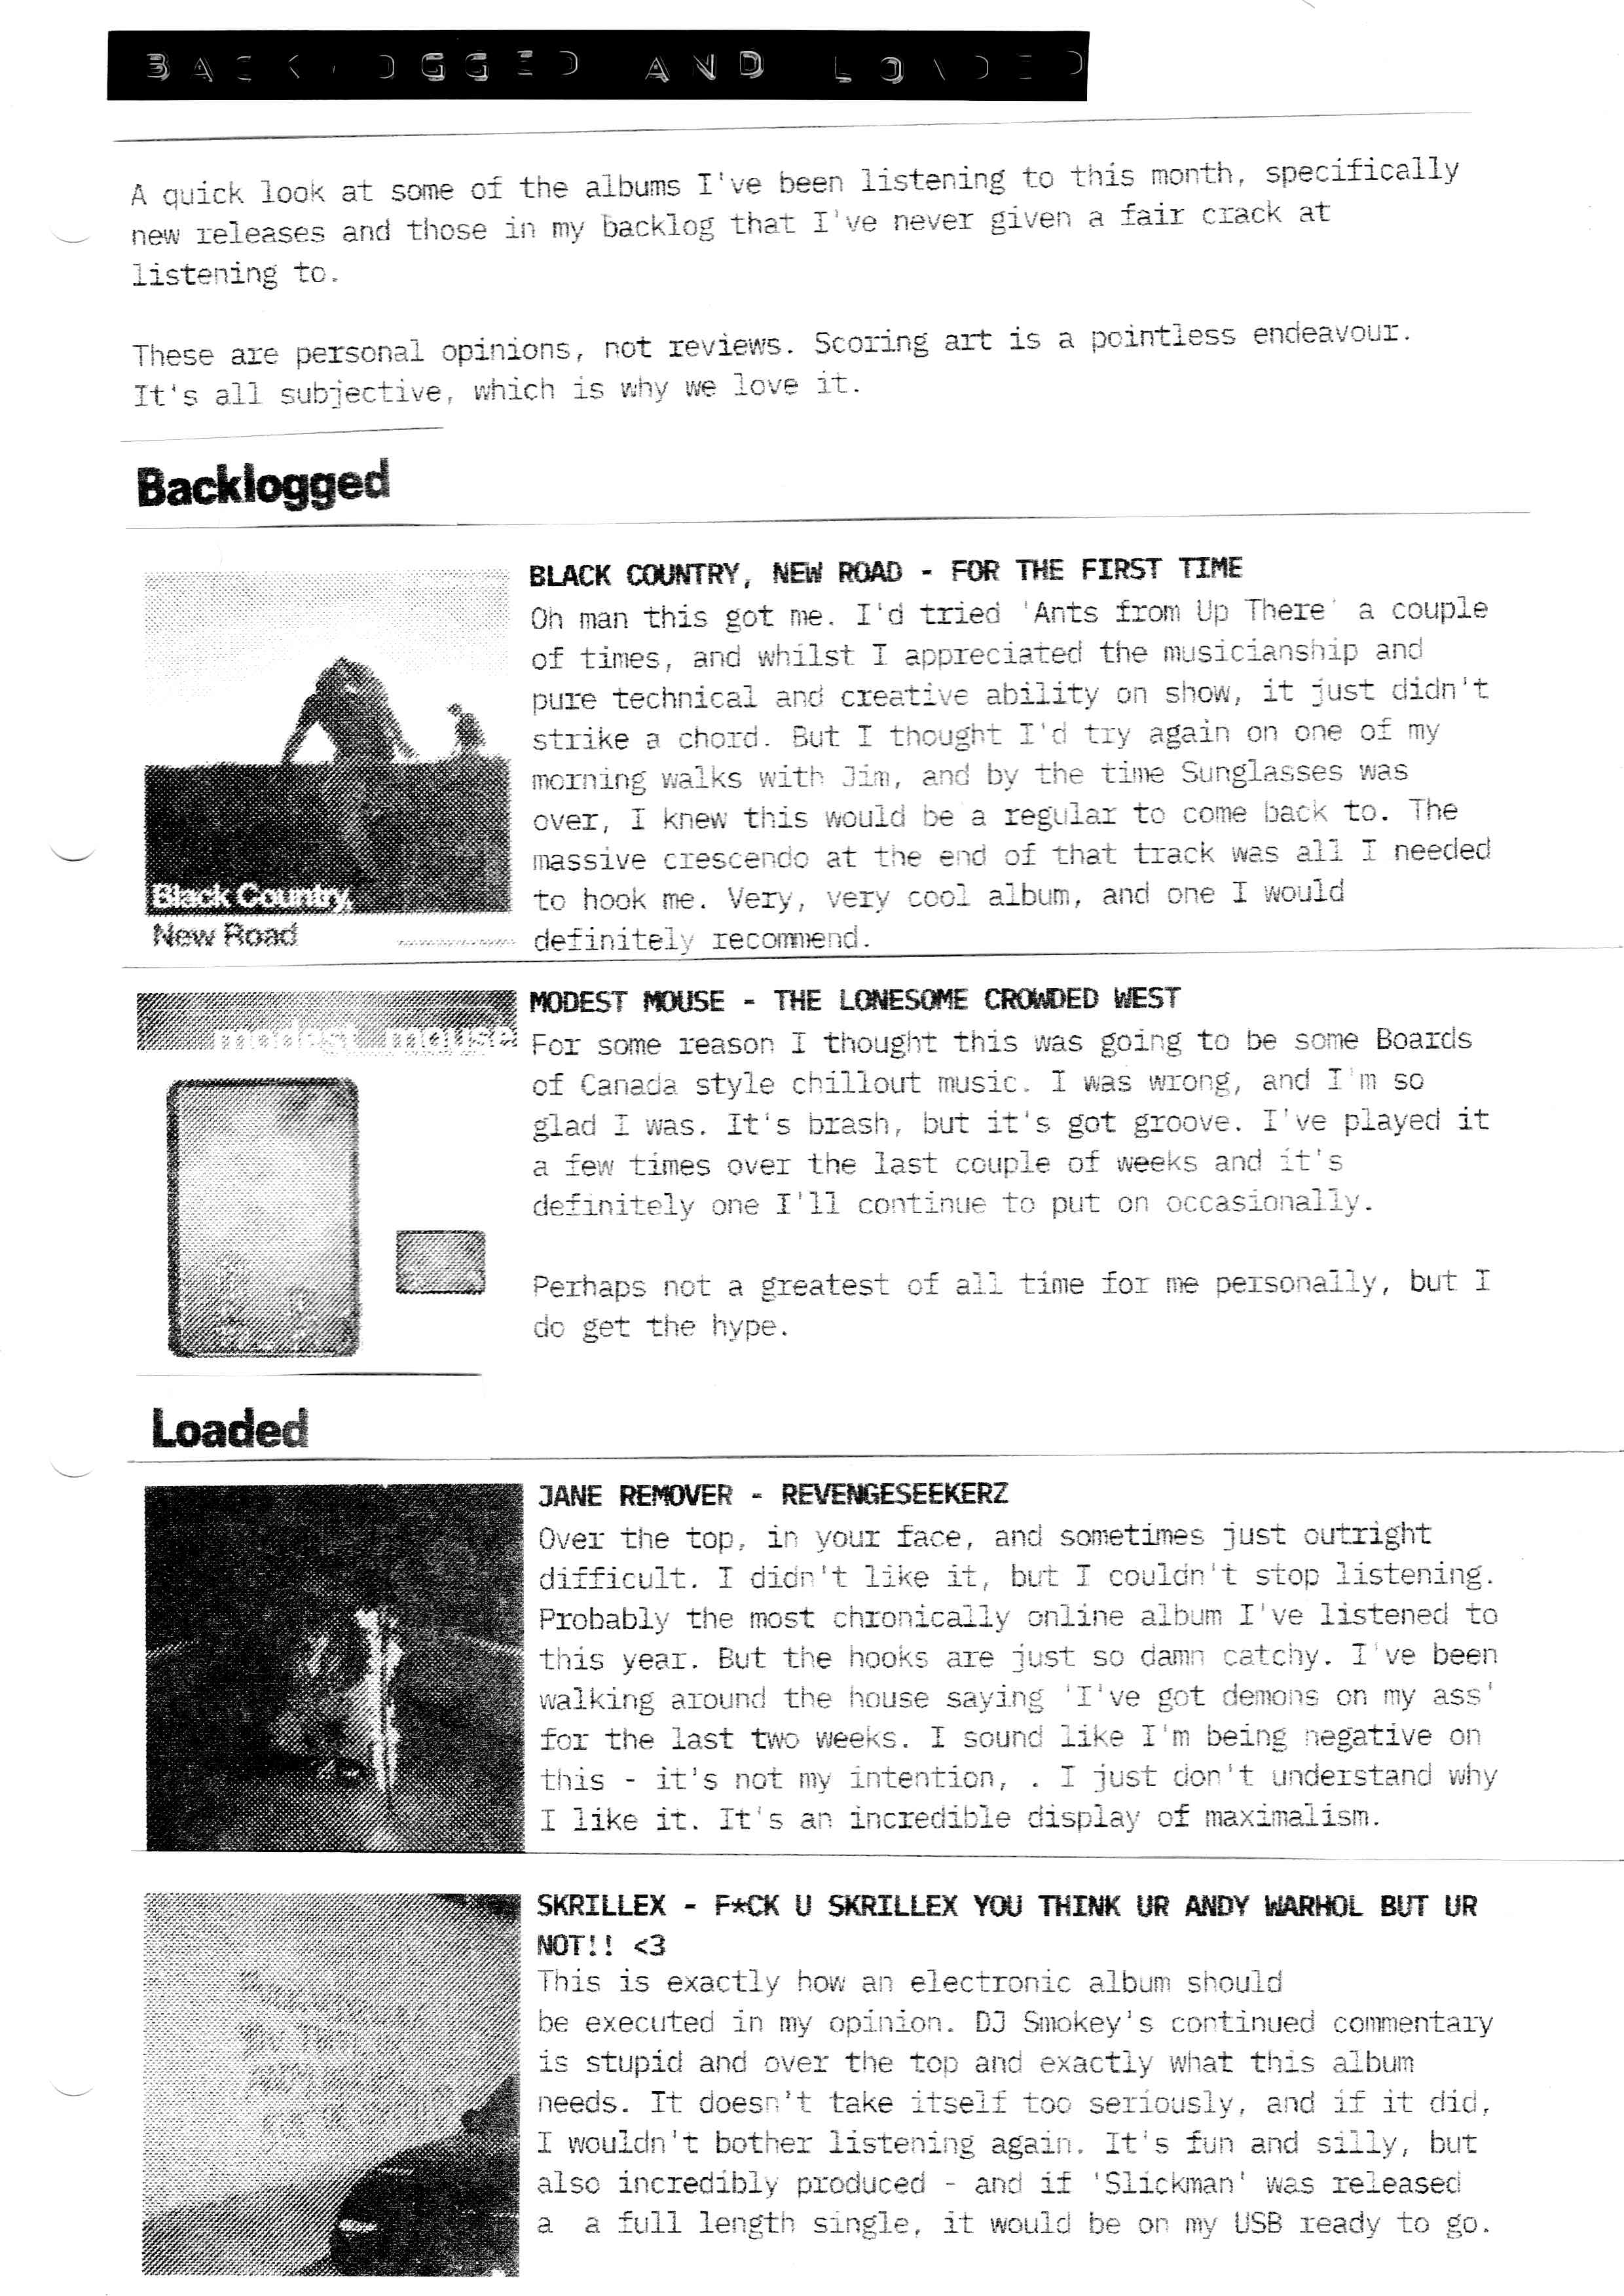 BACKLOGGED AND LOADED
A quick look at some of the albums I've been listening to this month, specifically
new releases and those in my backlog that I've never given a fair crack at
listening to.
These are personal opinions, not reviews. Scoring art is a pointless endeavour.
It's all subjective, which is why we love it.
Backlogged
BLACK COUNTRY, NEW ROAD - FOR THE FIRST TIME
Oh man this got me. I'd tried 'Ants from Up There' a couple
of times, and whilst I appreciated the musicianship and
pure technical and creative ability on show, it just didn't
strike a chord. But I thought I'd try again on one of my
morning walks with Jim, and by the time Sunglasses was
over, I knew this would be a regular to come back to. The
massive crescendo at the end of that track was all I needed
to hook me. Very, very cool album, and one I would
definitely recommend.
Black Country,
New Road
MODEST MOUSE - THE LONESOME CROWDED WEST
modest mouse
For some reason I thought this was going to be some Boards
of Canada style chillout music. I was wrong, and I'm so
glad I was. It's brash, but it's got groove. I've played it
a few times over the last couple of weeks and it's
definitely one I'll continue to put on occasionally.
Perhaps not a greatest of all time for me personally, but I
do get the hype.
Loaded
JANE REMOVER - REVENGESEEKERZ
Over the top, in your face, and sometimes just outright
difficult. I didn't like it, but I couldn't stop listening.
Probably the most chronically online album I've listened to
this year. But the hooks are just so damn catchy. I've been
walking around the house saying 'I've got demons on my ass'
for the last two weeks. I sound like I'm being negative on
this - it's not my intention, . I just don't understand why
I like it. It's an incredible display of maximalism.
SKRILLEX - F*CK U SKRILLEX YOU THINK UR ANDY WARHOL BUT UR
NOT!! <3
This is exactly how an electronic album should
be executed in my opinion. DJ Smokey's continued commentary
is stupid and over the top and exactly what this album
needs. It doesn't take itself too seriously, and if it did,
I wouldn't bother listening again. It's fun and silly, but
also incredibly produced - and if 'Slickman' was released
a a full length single, it would be on my USB ready to go.